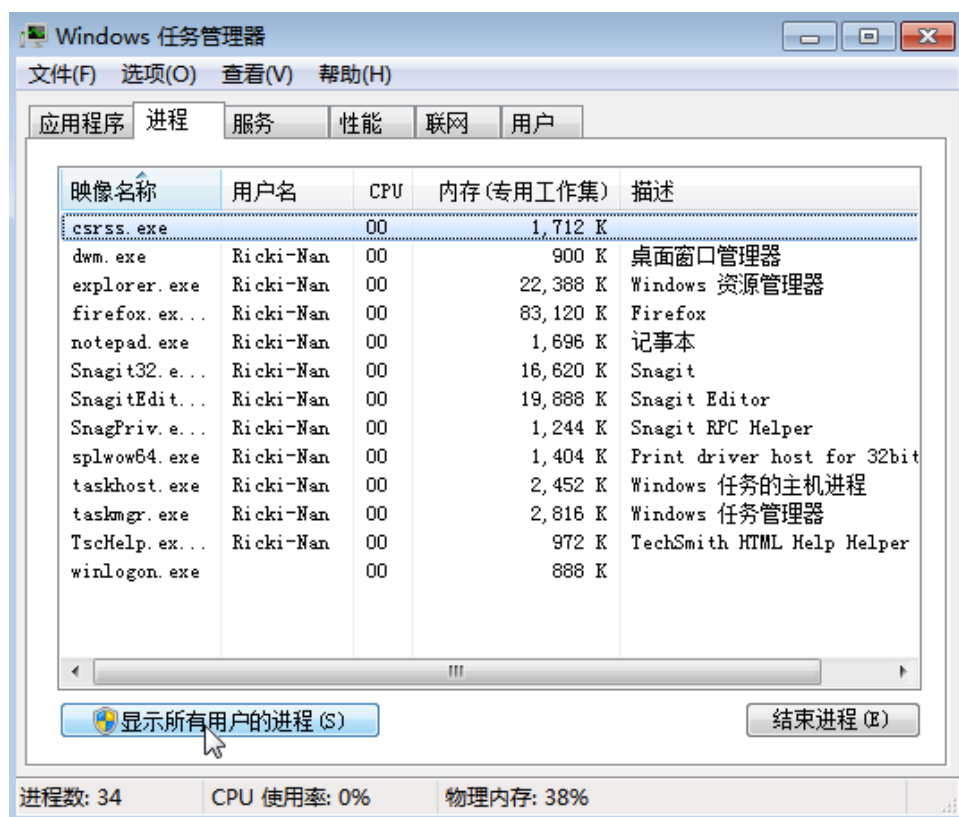 Windows 任务管理器
文件(F) 选项(O) 查看(V) 帮助(H)
应用程序 进程 服务 性能 联网 用户
映像名称 用户名 CPU 内存(专用工作集) 描述
csrss.exe 00 1,712 K
dwm.exe Ricki-Nan 00 900 K 桌面窗口管理器
explorer.exe Ricki-Nan 00 22,388 K Windows 资源管理器
firefox.ex... Ricki-Nan 00 83,120 K Firefox
notepad.exe Ricki-Nan 00 1,696 K 记事本
Snagit32.e... Ricki-Nan 00 16,620 K Snagit
SnagitEdit... Ricki-Nan 00 19,888 K Snagit Editor
SnagPriv.e... Ricki-Nan 00 1,244 K Snagit RPC Helper
splwow64.exe Ricki-Nan 00 1,404 K Print driver host for 32bit
taskhost.exe Ricki-Nan 00 2,452 K Windows 任务的主机进程
taskmgr.exe Ricki-Nan 00 2,816 K Windows 任务管理器
TscHelp.ex... Ricki-Nan 00 972 K TechSmith HTML Help Helper
winlogon.exe 00 888 K
显示所有用户的进程(S) 结束进程(E)
进程数: 34 CPU 使用率: 0% 物理内存: 38%